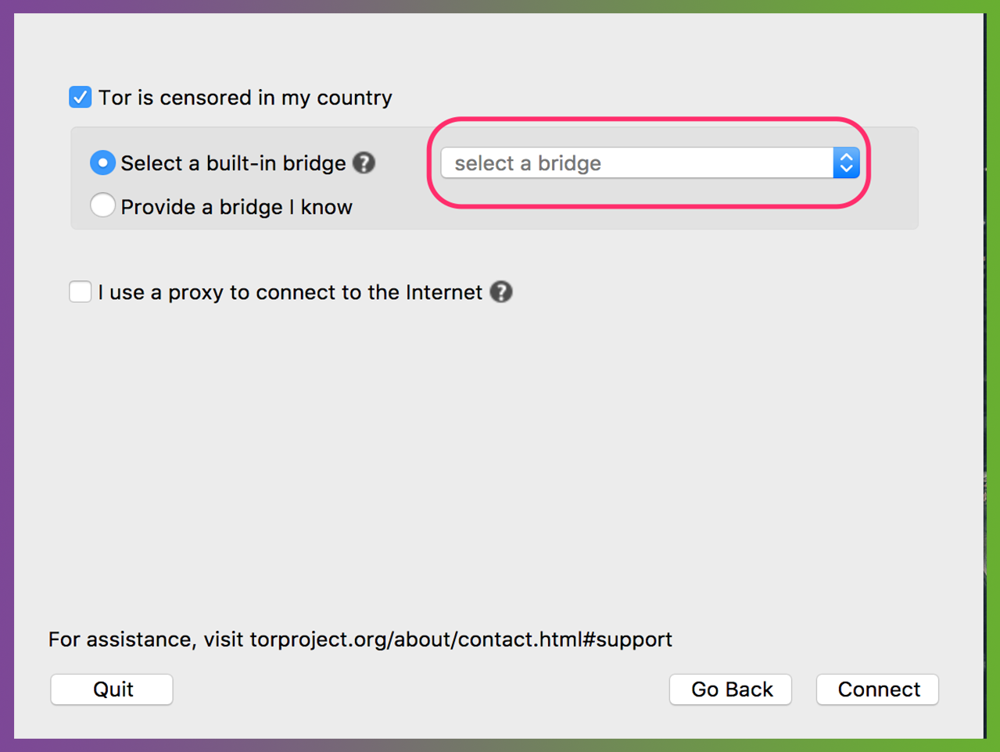 Tor is censored in my country
Select a built-in bridge ?
select a bridge
Provide a bridge I know
I use a proxy to connect to the Internet ?
For assistance, visit torproject.org/about/contact.html#support
Quit
Go Back
Connect